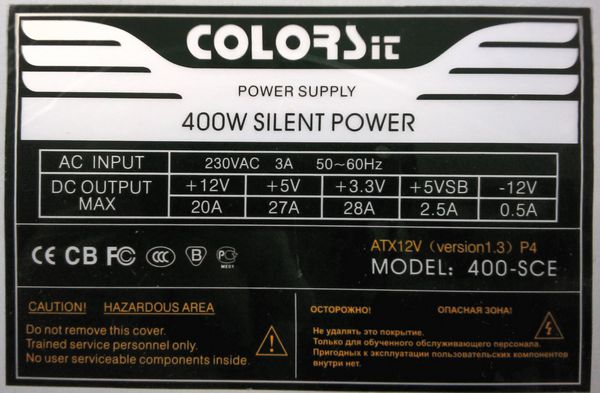 COLORSit
POWER SUPPLY
400W SILENT POWER
AC INPUT 230VAC 3A 50~60Hz
DC OUTPUT MAX +12V +5V +3.3V +5VSB -12V
20A 27A 28A 2.5A 0.5A
CE CB FC CCC B PC
ME01
ATX12V (version1.3) P4
MODEL: 400-SCE
CAUTION! HAZARDOUS AREA
Do not remove this cover.
Trained service personnel only.
No user serviceable components inside.
ОСТОРОЖНО! ОПАСНАЯ ЗОНА!
Не удалять это покрытие.
Только для обученного обслуживающего персонала.
Пригодных к эксплуатации пользовательских компонентов
внутри нет.